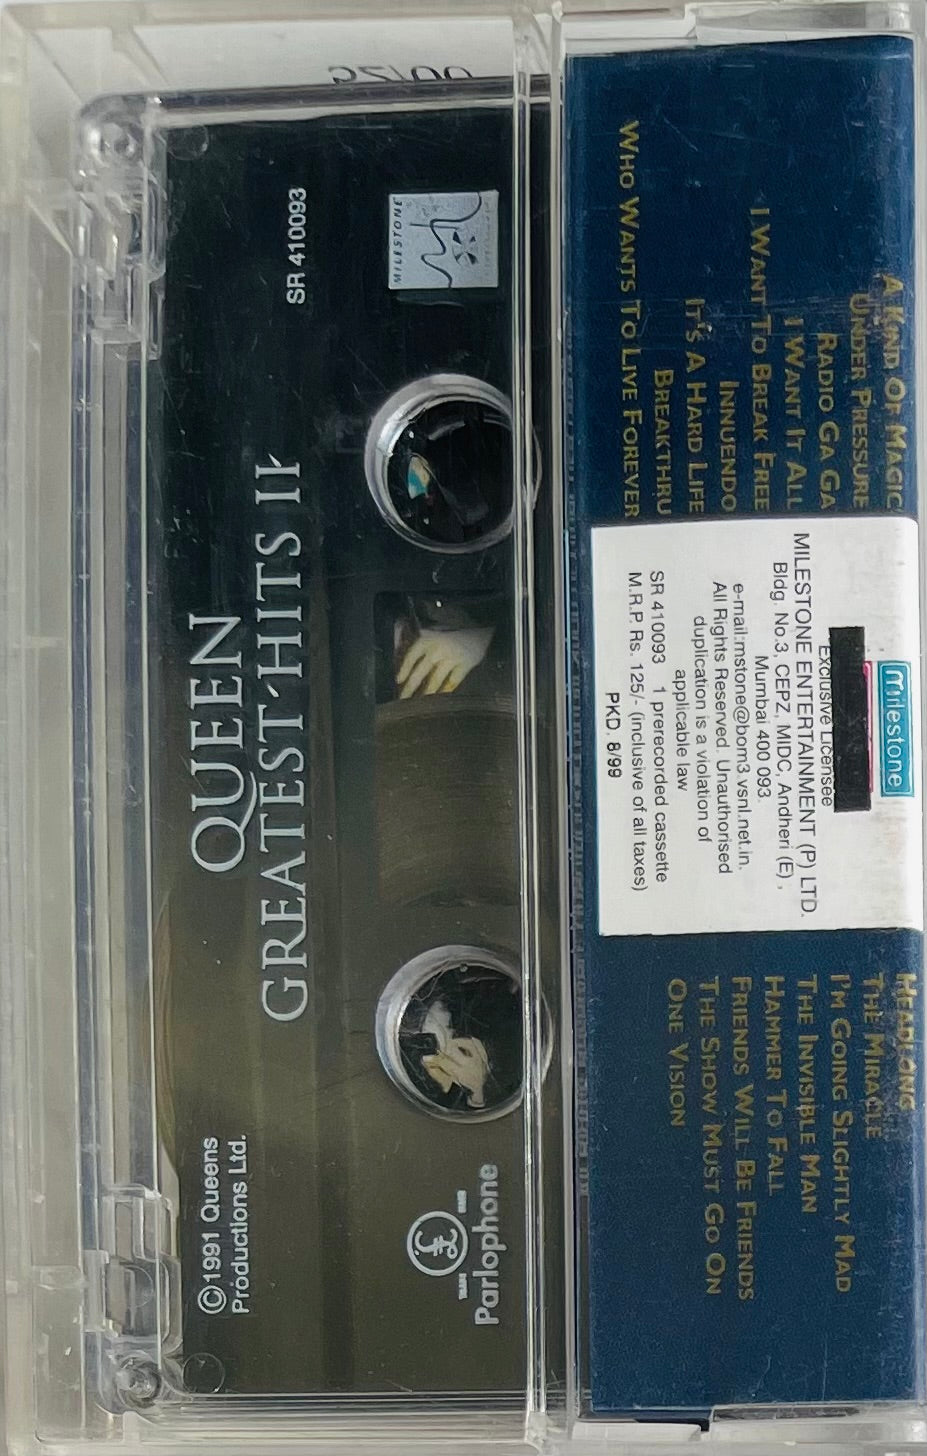 A KIND OF MAGIC
UNDER PRESSURE
RADIO GA GA
I WANT IT ALL
I WANT TO BREAK FREE
INNUENDO
IT'S A HARD LIFE
BREAKTHRU
WHO WANTS TO LIVE FOREVER
Milestone
Exclusive Licensee
MILESTONE ENTERTAINMENT (P) LTD.
Bldg. No.3, CEPZ, MIDC, Andheri (E) ,
Mumbai 400 093.
e-mail:mstone@bom3.vsnl.net.in.
All Rights Reserved. Unauthorised
duplication is a violation of
applicable law
SR 410093 1 prerecorded cassette
M.R.P. Rs. 125/- (inclusive of all taxes)
PKD. 8/99
HEADLONG
THE MIRACLE
I'M GOING SLIGHTLY MAD
THE INVISIBLE MAN
HAMMER TO FALL
FRIENDS WILL BE FRIENDS
THE SHOW MUST GO ON
ONE VISION
MILESTONE
SR 410093
QUEEN
GREATEST HITS II
Parlophone
©1991 Queens
Productions Ltd.